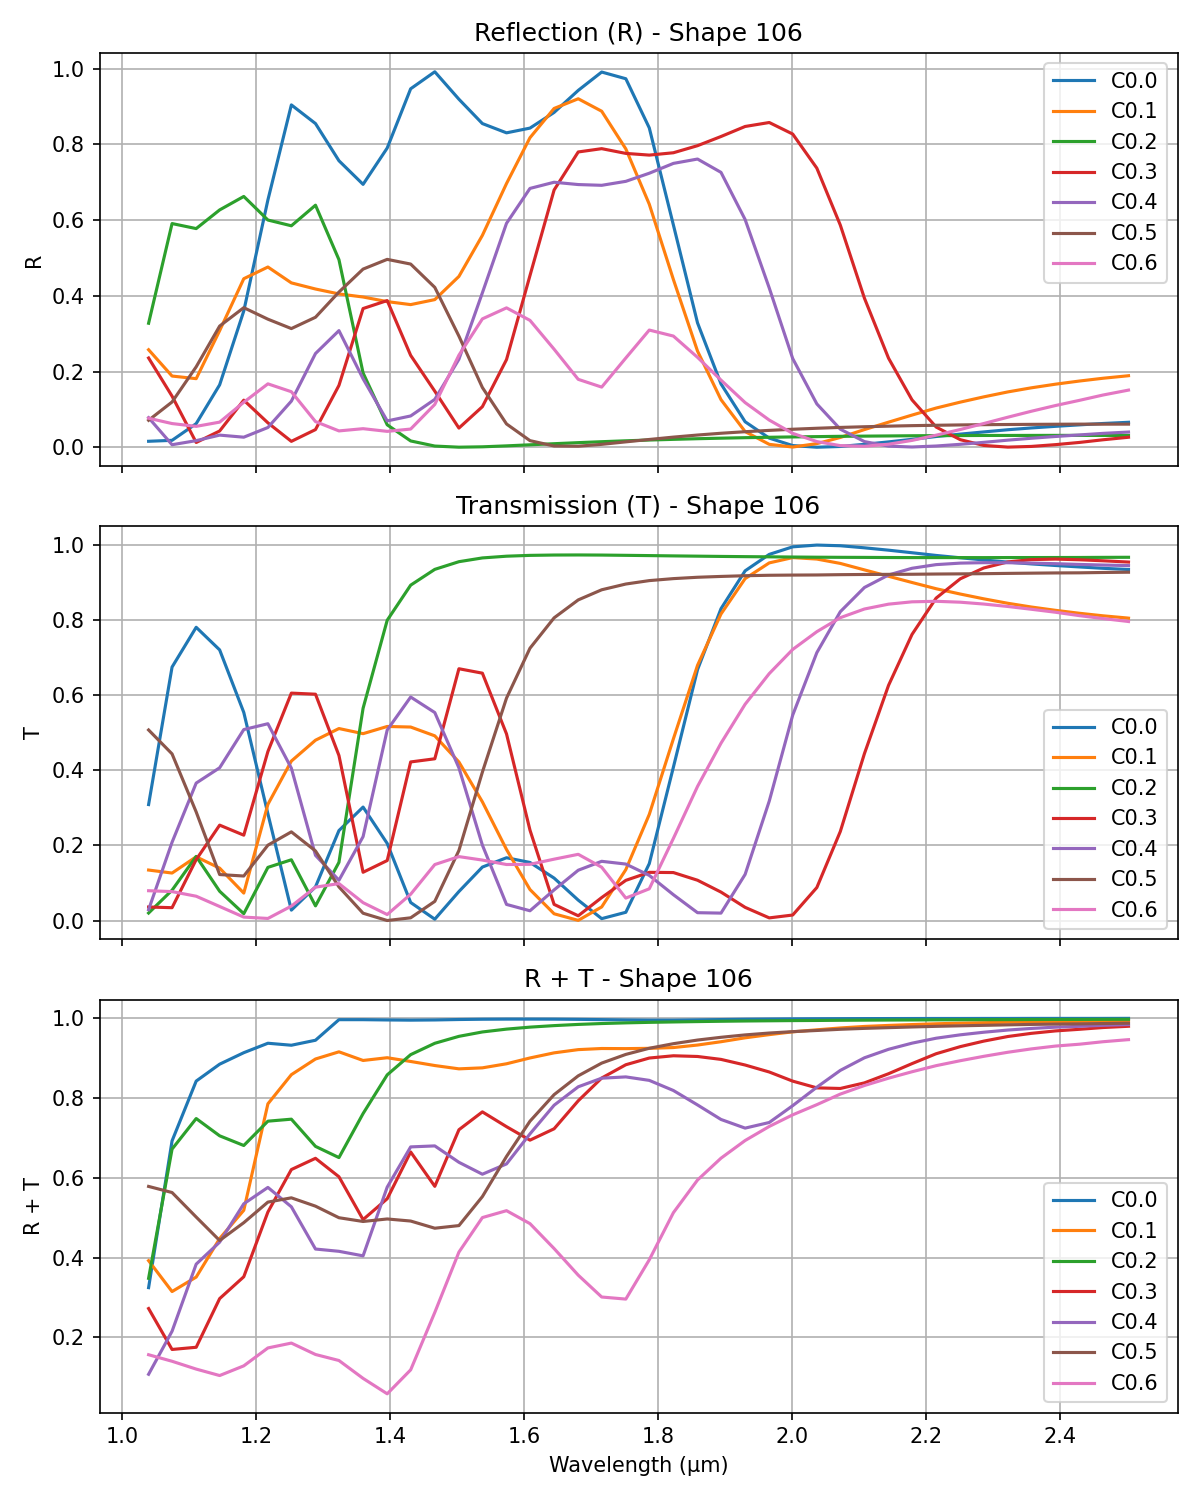 Reflection (R) - Shape 106
1.0
0.8
0.6
0.4
0.2
0.0
R
C0.0
C0.1
C0.2
C0.3
C0.4
C0.5
C0.6
Transmission (T) - Shape 106
1.0
0.8
0.6
0.4
0.2
0.0
T
C0.0
C0.1
C0.2
C0.3
C0.4
C0.5
C0.6
R + T - Shape 106
1.0
0.8
0.6
0.4
0.2
R + T
C0.0
C0.1
C0.2
C0.3
C0.4
C0.5
C0.6
1.0 1.2 1.4 1.6 1.8 2.0 2.2 2.4
Wavelength (μm)